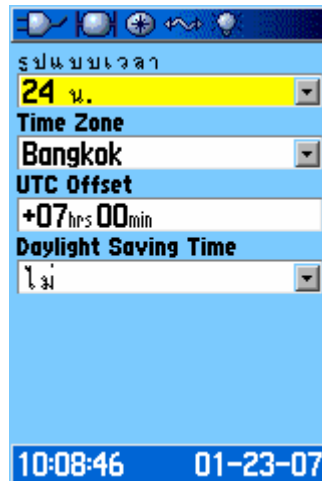 รูปแบบเวลา
24 น.
Time Zone
Bangkok
UTC Offset
+07hrs 00min
Daylight Saving Time
ไม่
10:08:46 01-23-07